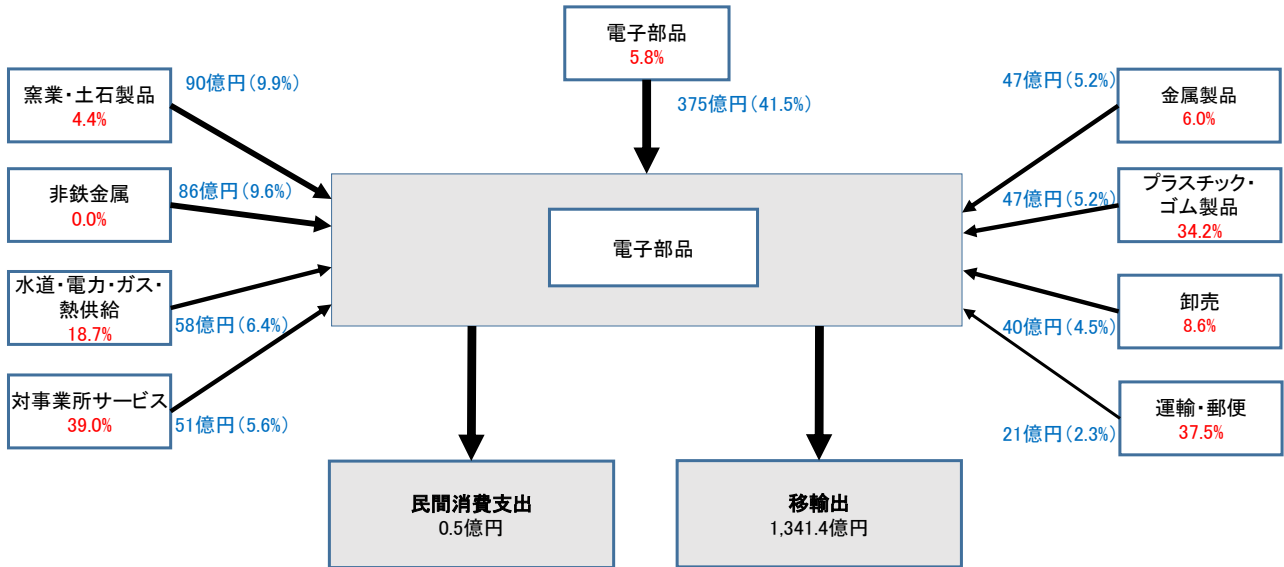 電子部品
5.8%
375億円(41.5%)
窯業・土石製品
4.4%
90億円(9.9%)
非鉄金属
0.0%
86億円(9.6%)
水道・電力・ガス・
熱供給
18.7%
58億円(6.4%)
対事業所サービス
39.0%
51億円(5.6%)
電子部品
47億円(5.2%)
金属製品
6.0%
47億円(5.2%)
プラスチック・
ゴム製品
34.2%
卸売
8.6%
40億円(4.5%)
運輸・郵便
37.5%
21億円(2.3%)
民間消費支出
0.5億円
移輸出
1,341.4億円